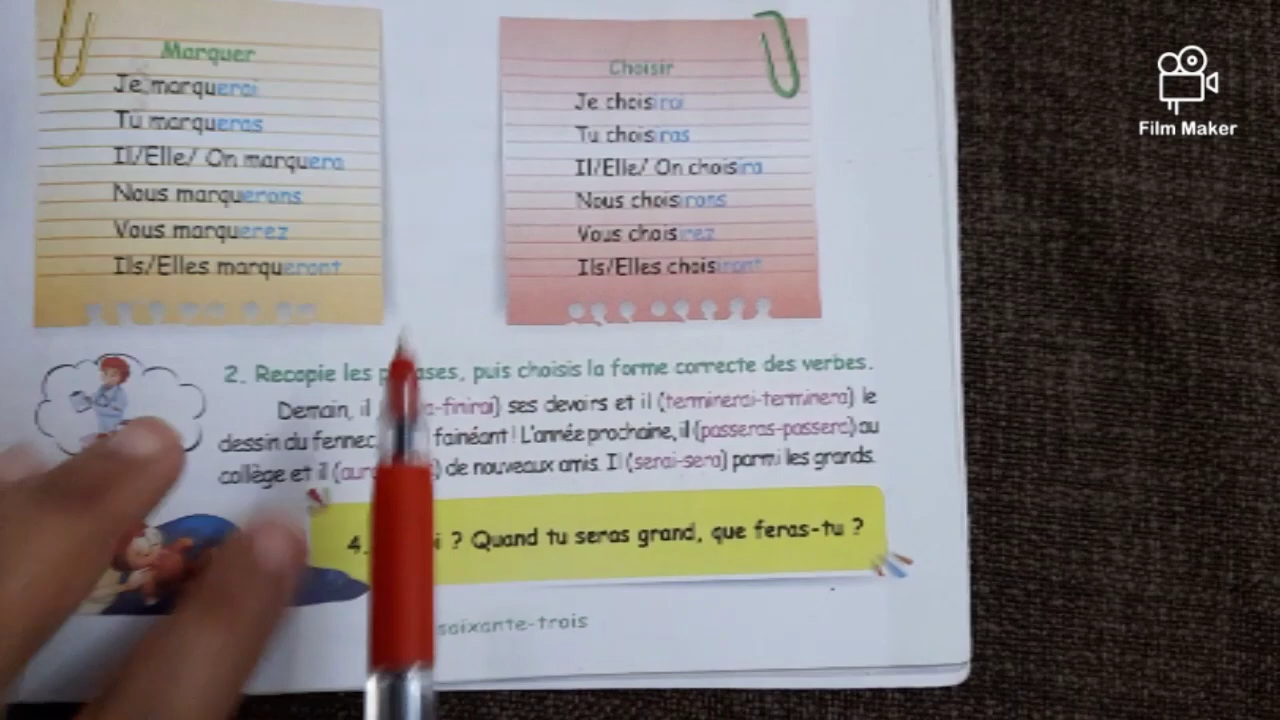 Marquer
Je marquerai
Tu marqueras
Il/Elle/ On marquera
Nous marquerons
Vous marquerez
Ils/Elles marqueront
Choisir
Je choisirai
Tu choisiras
Il/Elle/ On choisira
Nous choisirons
Vous choisirez
Ils/Elles choisiront
2. Recopie les phrases, puis choisis la forme correcte des verbes.
Demain, il -finirai) ses devoirs et il (terminerai-terminera) le
dessin du fennec fainéant ! L'année prochaine, il (passeras-passera) au
collège et il ( de nouveaux amis. Il (serai-sera) parmi les grands.
4. ? Quand tu seras grand, que feras-tu ?
soixante-trois
Film Maker